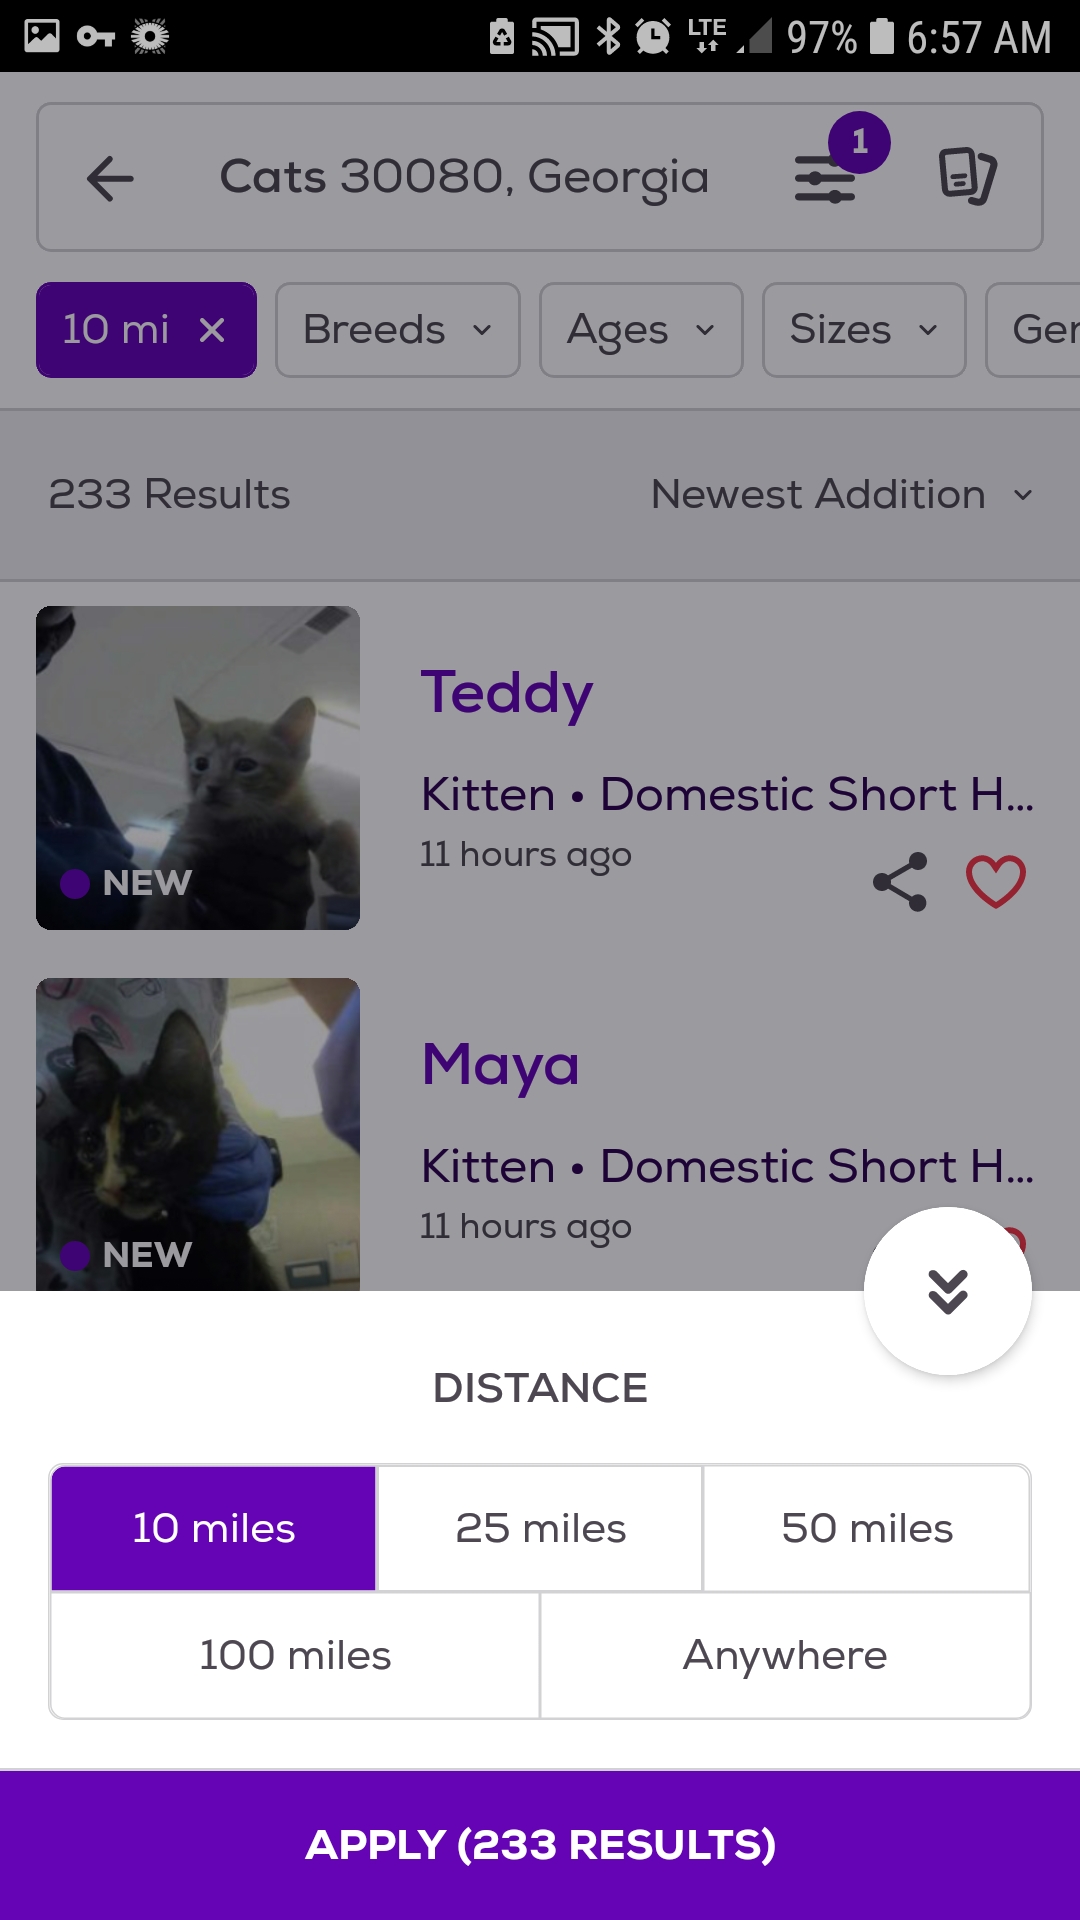 LTE 97% 6:57 AM
Cats 30080, Georgia 1
10 mi Breeds Ages Sizes Ger
233 Results Newest Addition
Teddy
Kitten • Domestic Short H...
11 hours ago
NEW
Maya
Kitten • Domestic Short H...
11 hours ago
NEW
DISTANCE
10 miles 25 miles 50 miles
100 miles Anywhere
APPLY (233 RESULTS)